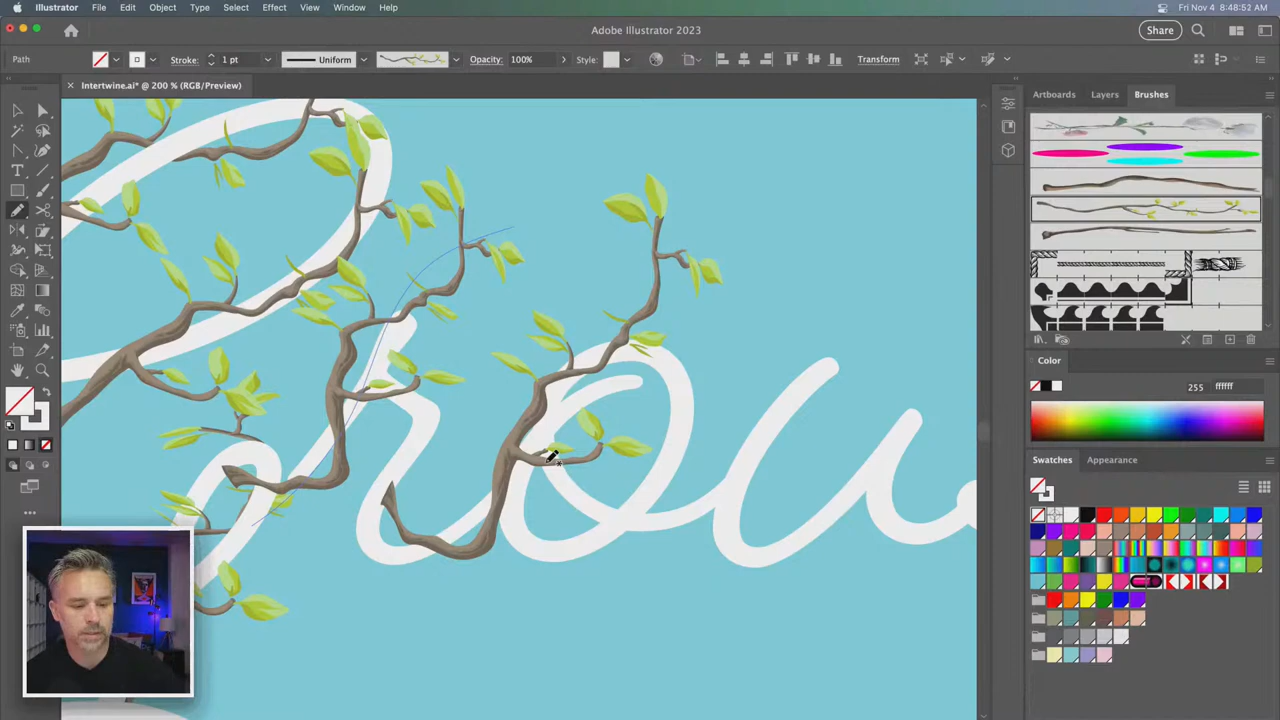 Illustrator File Edit Object Type Select Effect View Window Help Fri Nov 4 8:48:52
Adobe Illustrator 2023 Share
Path Stroke: 1 pt Uniform Opacity: 100% Style: Transform
Intertwine.ai* @ 200 % (RGB/Preview)
Artboards Layers Brushes
Color
255 ffffff
Swatches Appearance
rou